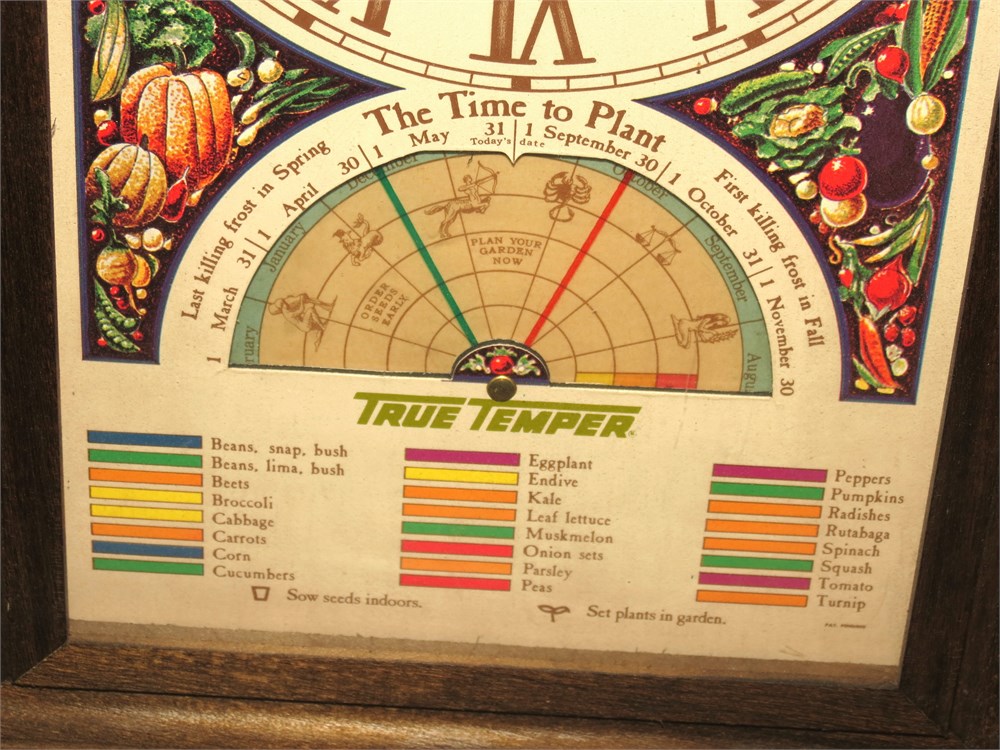 VI
The Time to Plant
Last killing frost in Spring
1 March 31 | 1 April 30 | 1 May 31 | 1 September 30 | 1 October 31 | 1 November 30
Today's date
First killing frost in Fall
January
October
September
ORDER
SEEDS
EARLY
PLAN YOUR
GARDEN
NOW
TRUE TEMPER
Beans, snap, bush
Beans, lima, bush
Beets
Broccoli
Cabbage
Carrots
Corn
Cucumbers
Eggplant
Endive
Kale
Leaf lettuce
Muskmelon
Onion sets
Parsley
Peas
Peppers
Pumpkins
Radishes
Rutabaga
Spinach
Squash
Tomato
Turnip
Sow seeds indoors.
Set plants in garden.